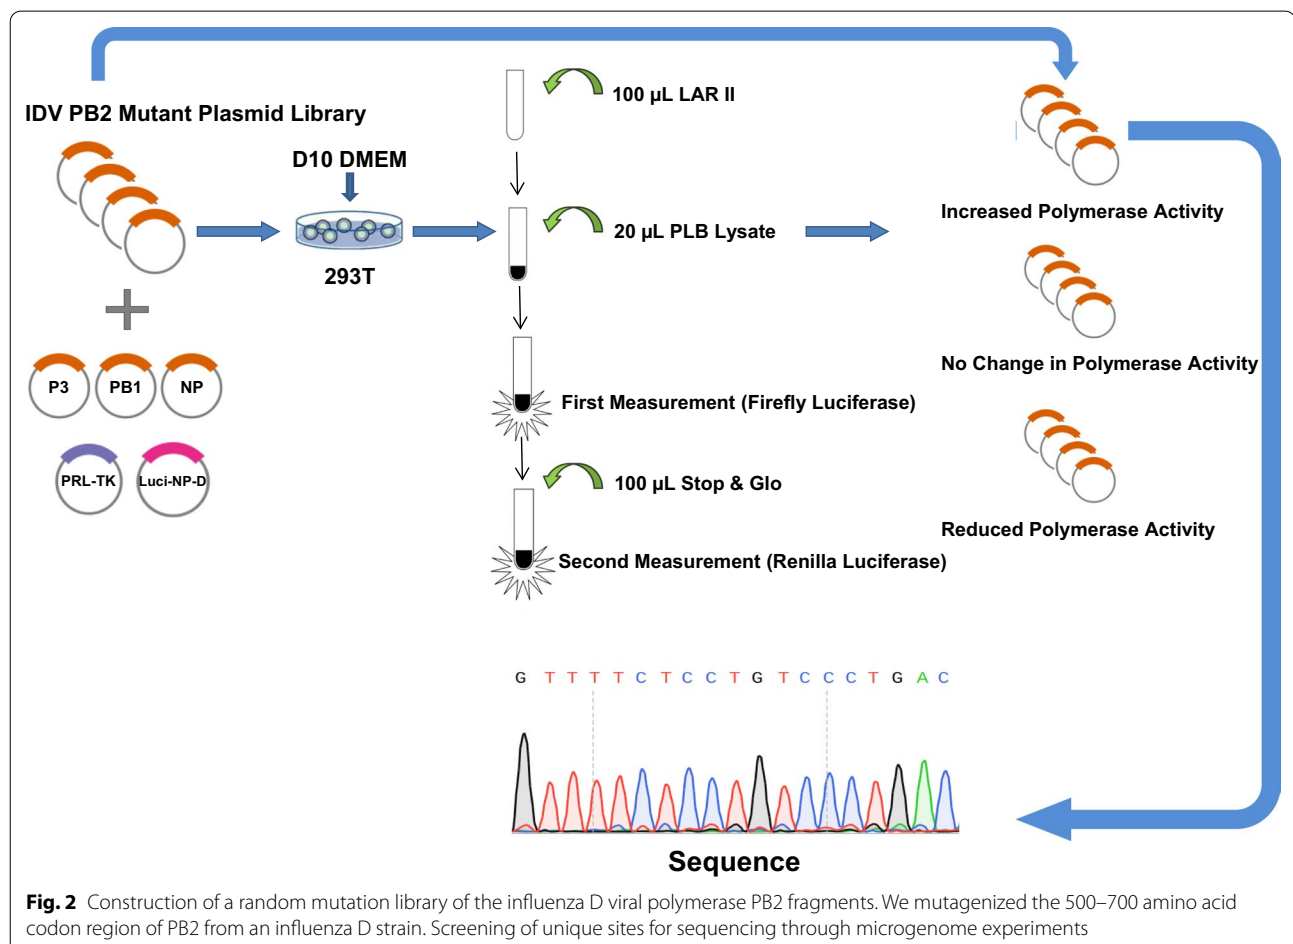 IDV PB2 Mutant Plasmid Library
D10 DMEM
293T
P3
PB1
NP
PRL-TK
Luci-NP-D
100 µL LAR II
20 µL PLB Lysate
First Measurement (Firefly Luciferase)
100 µL Stop & Glo
Second Measurement (Renilla Luciferase)
Increased Polymerase Activity
No Change in Polymerase Activity
Reduced Polymerase Activity
G T T T T C T C C T G T C C C T G A C
Sequence
Fig. 2 Construction of a random mutation library of the influenza D viral polymerase PB2 fragments. We mutagenized the 500–700 amino acid
codon region of PB2 from an influenza D strain. Screening of unique sites for sequencing through microgenome experiments